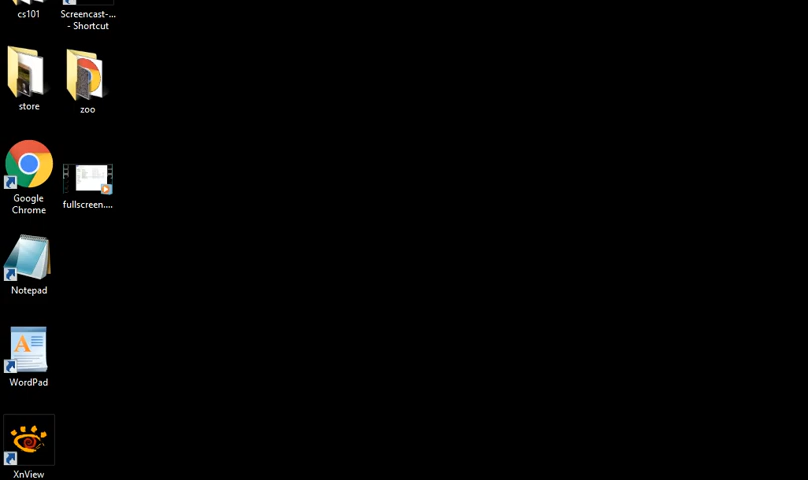 cs101
Screencast-...
- Shortcut
store
zoo
Google
Chrome
fullscreen....
Notepad
WordPad
XnView